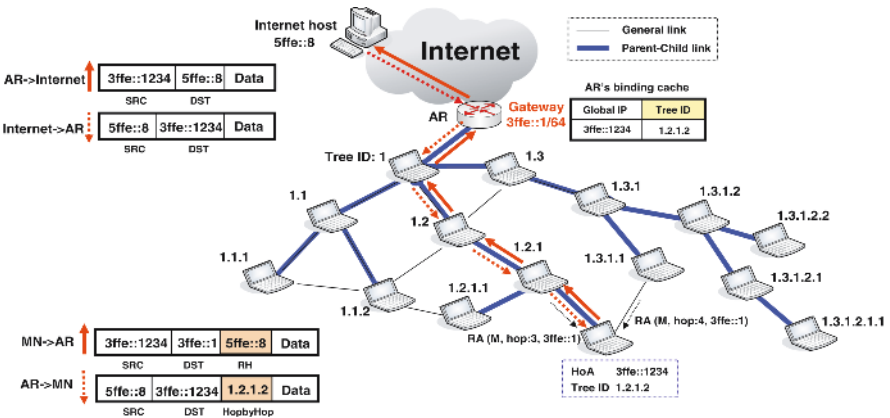 Internet host
5ffe::8
Internet
General link
Parent-Child link
AR->Internet
3ffe::1234 5ffe::8 Data
SRC DST
Internet->AR
5ffe::8 3ffe::1234 Data
SRC DST
AR
Gateway
3ffe::1/64
AR's binding cache
Global IP Tree ID
3ffe::1234 1.2.1.2
Tree ID: 1
1.3
1.1
1.2
1.3.1
1.3.1.2
1.3.1.2.2
1.1.1
1.2.1
1.3.1.1
1.1.2
1.2.1.1
1.3.1.2.1
1.3.1.2.1.1
RA (M, hop:3, 3ffe::1)
RA (M, hop:4, 3ffe::1)
HoA 3ffe::1234
Tree ID 1.2.1.2
MN->AR
3ffe::1234 3ffe::1 5ffe::8 Data
SRC DST RH
AR->MN
5ffe::8 3ffe::1234 1.2.1.2 Data
SRC DST HopbyHop